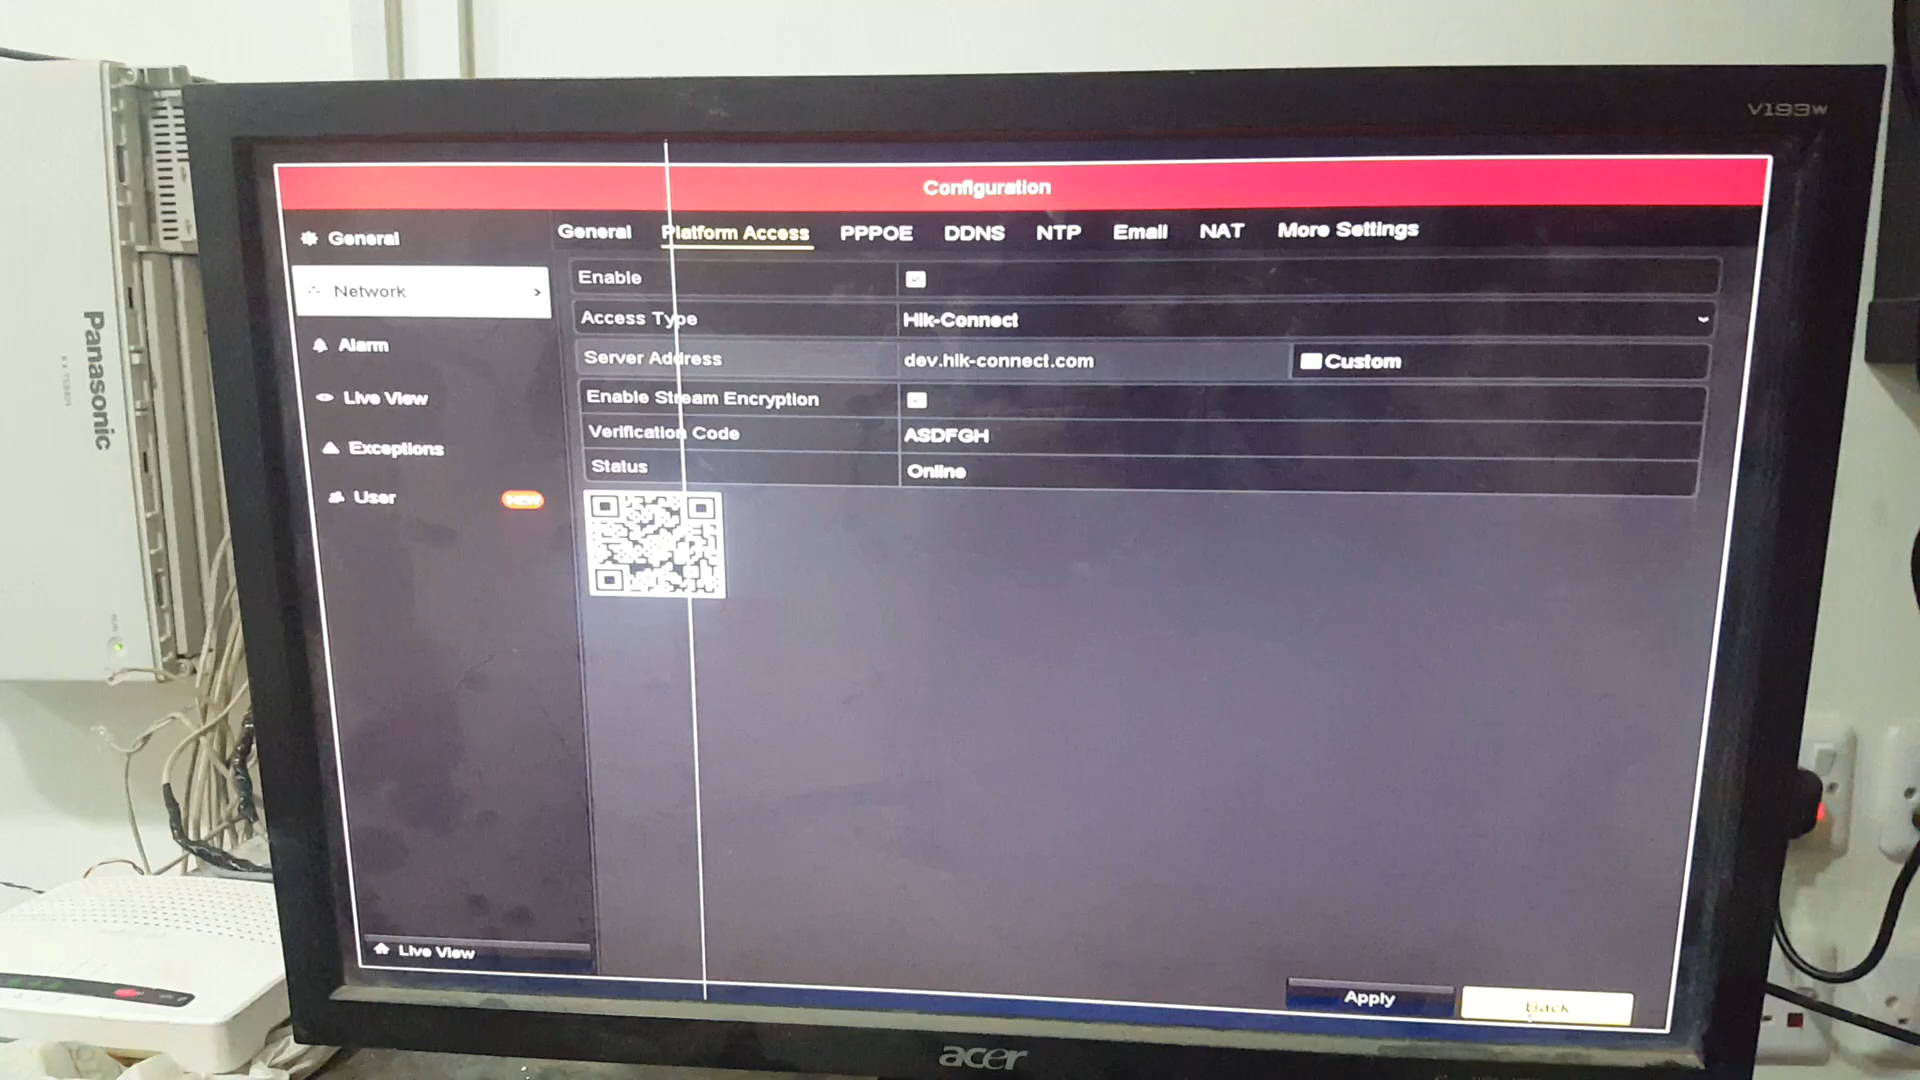 V193w
Configuration
General
Network
Alarm
Live View
Exceptions
User NEW
General Platform Access PPPOE DDNS NTP Email NAT More Settings
Enable
Access Type Hik-Connect
Server Address dev.hik-connect.com Custom
Enable Stream Encryption
Verification Code ASDFGH
Status Online
Live View
Apply Back
acer
Panasonic